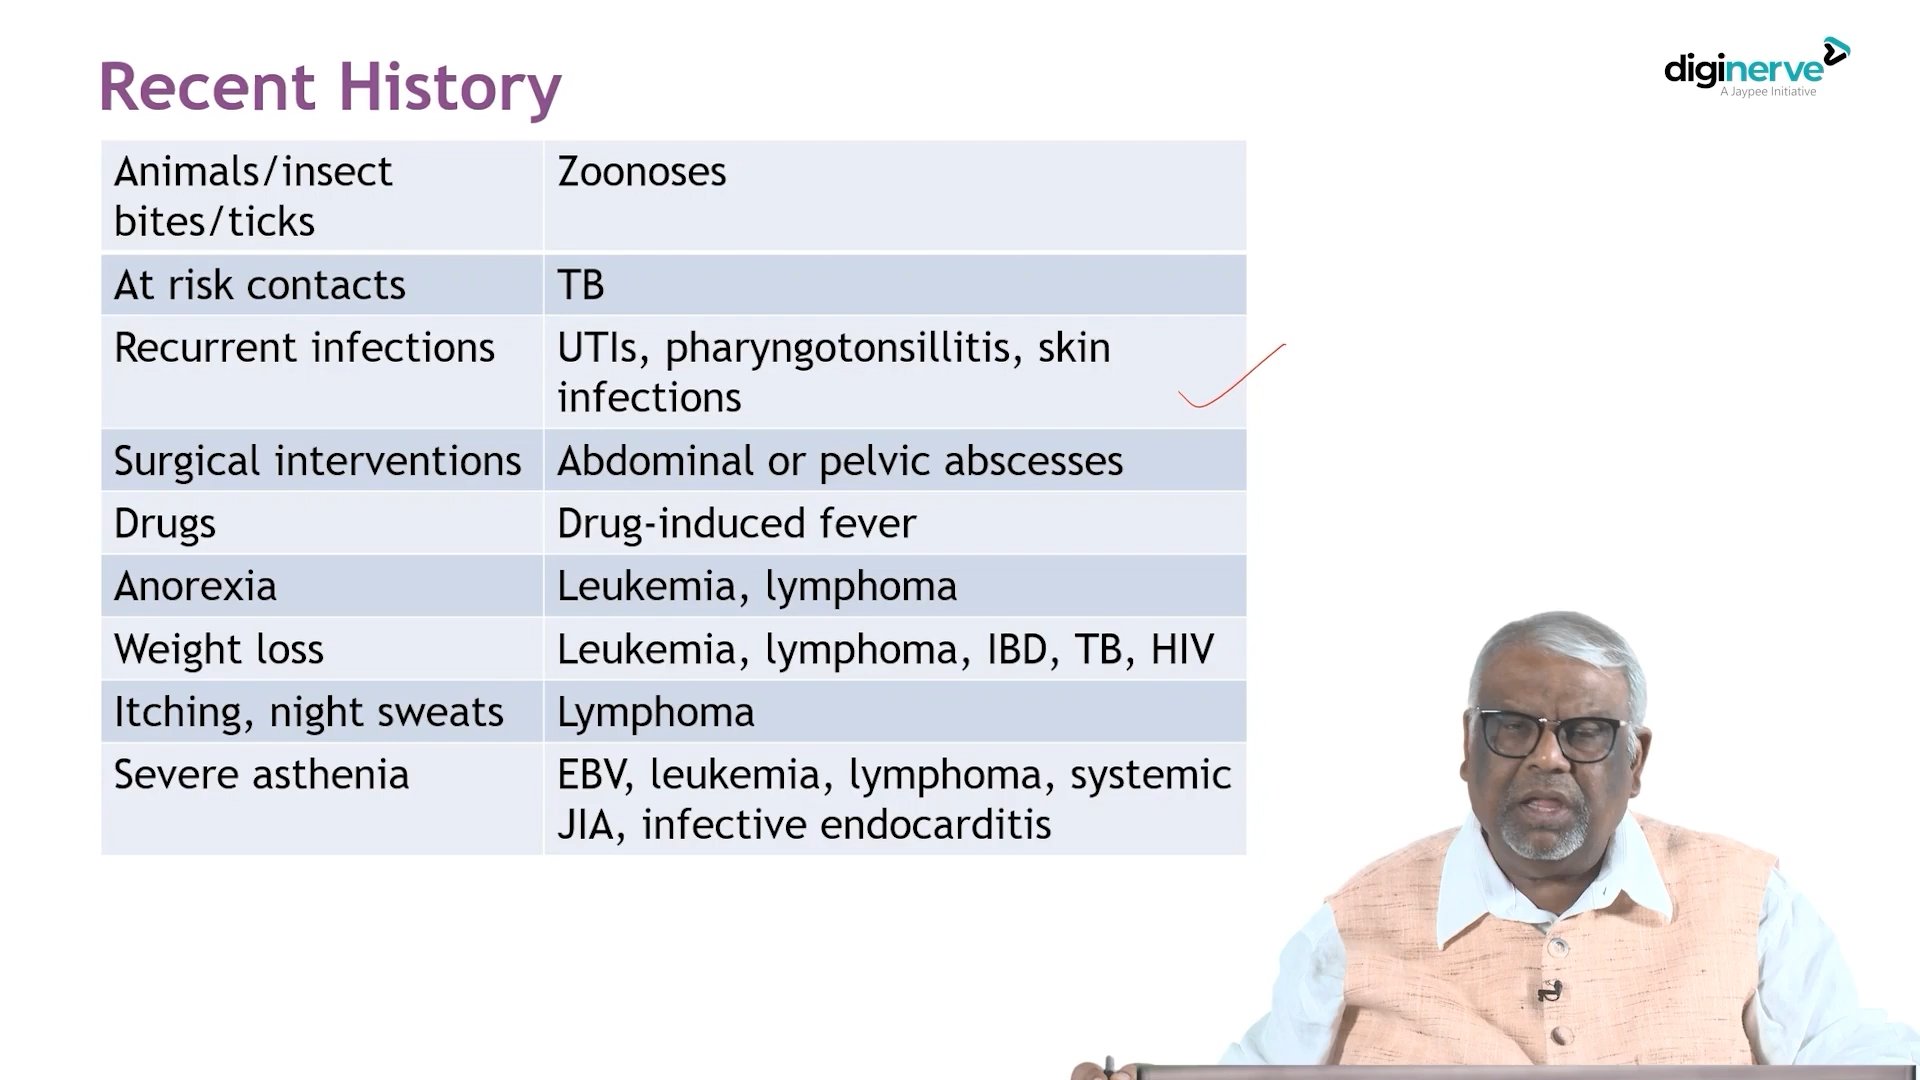 Recent History
diginerve
A Jaypee Initiative
Animals/insect
bites/ticks
Zoonoses
At risk contacts
TB
Recurrent infections
UTIs, pharyngotonsillitis, skin
infections
Surgical interventions
Abdominal or pelvic abscesses
Drugs
Drug-induced fever
Anorexia
Leukemia, lymphoma
Weight loss
Leukemia, lymphoma, IBD, TB, HIV
Itching, night sweats
Lymphoma
Severe asthenia
EBV, leukemia, lymphoma, systemic
JIA, infective endocarditis